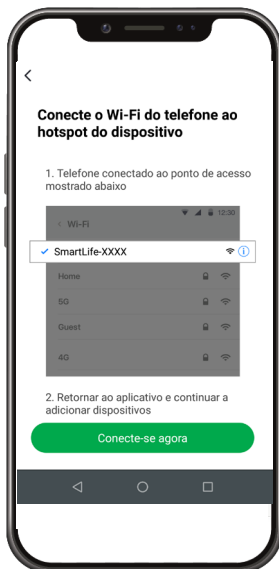 Conecte o Wi-Fi do telefone ao
hotspot do dispositivo
1. Telefone conectado ao ponto de acesso
mostrado abaixo
12:30
Wi-Fi
SmartLife-XXXX
Home
5G
Guest
4G
2. Retornar ao aplicativo e continuar a
adicionar dispositivos
Conecte-se agora